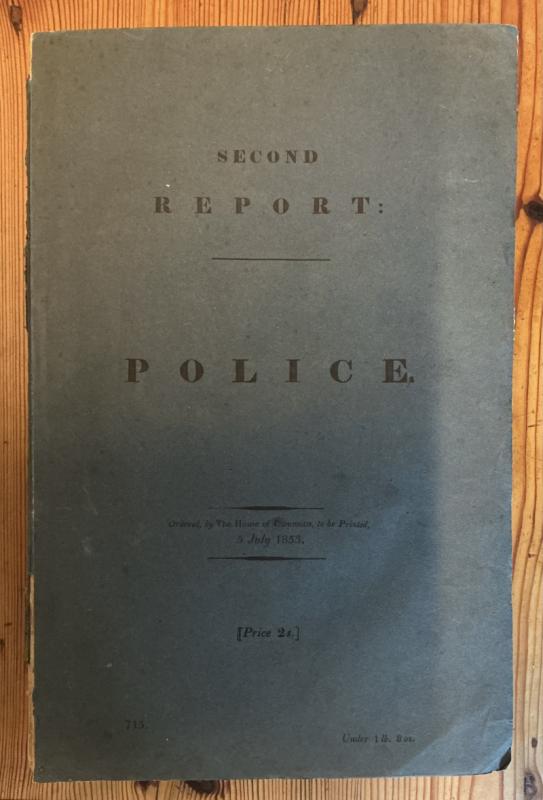 SECOND
REPORT:
POLICE.
Ordered, by The House of Commons, to be Printed,
5 July 1853.
[Price 2s.]
715.
Under 1 lb. 8 oz.